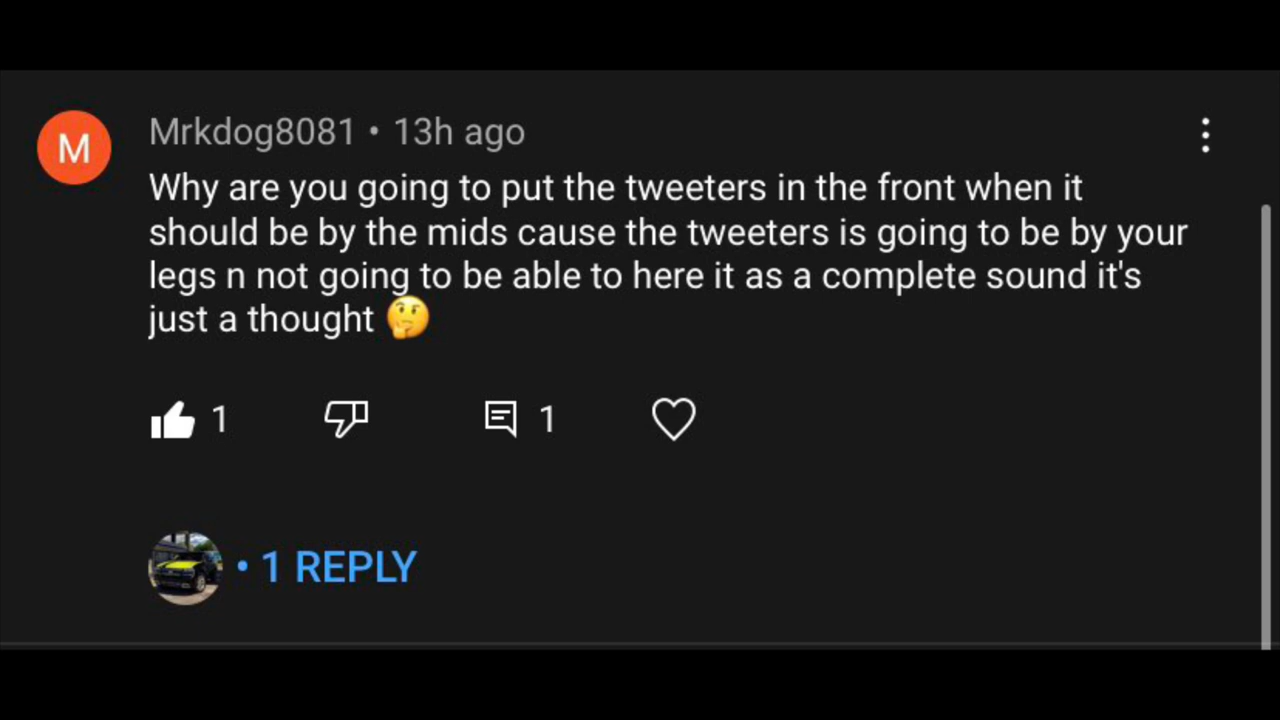 M
Mrkdog8081 • 13h ago
Why are you going to put the tweeters in the front when it
should be by the mids cause the tweeters is going to be by your
legs n not going to be able to here it as a complete sound it's
just a thought 🤔
1
1
• 1 REPLY